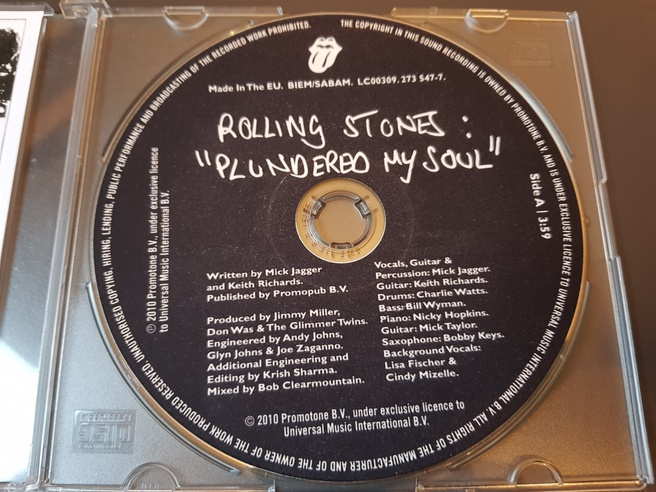 UNAUTHORISED COPYING, HIRING, LENDING, PUBLIC PERFORMANCE AND BROADCASTING OF THE RECORDED WORK PROHIBITED.
THE COPYRIGHT IN THIS SOUND RECORDING IS OWNED BY PROMOTONE B.V. AND IS UNDER EXCLUSIVE LICENCE TO UNIVERSAL MUSIC INTERNATIONAL B.V. ALL RIGHTS OF THE MANUFACTURER AND OF THE OWNER OF THE WORK PRODUCED RESERVED.
Made In The EU. BIEM/SABAM. LC00309. 273 547-7.
ROLLING STONES :
"PLUNDERED MY SOUL"
Side A | 3:59
℗ 2010 Promotone B.V., under exclusive licence
to Universal Music International B.V.
Written by Mick Jagger
and Keith Richards.
Published by Promopub B.V.
Produced by Jimmy Miller,
Don Was & The Glimmer Twins.
Engineered by Andy Johns,
Glyn Johns & Joe Zaganno.
Additional Engineering and
Editing by Krish Sharma.
Mixed by Bob Clearmountain.
Vocals, Guitar &
Percussion: Mick Jagger.
Guitar: Keith Richards.
Drums: Charlie Watts.
Bass: Bill Wyman.
Piano: Nicky Hopkins.
Guitar: Mick Taylor.
Saxophone: Bobby Keys.
Background Vocals:
Lisa Fischer &
Cindy Mizelle.
© 2010 Promotone B.V., under exclusive licence to
Universal Music International B.V.